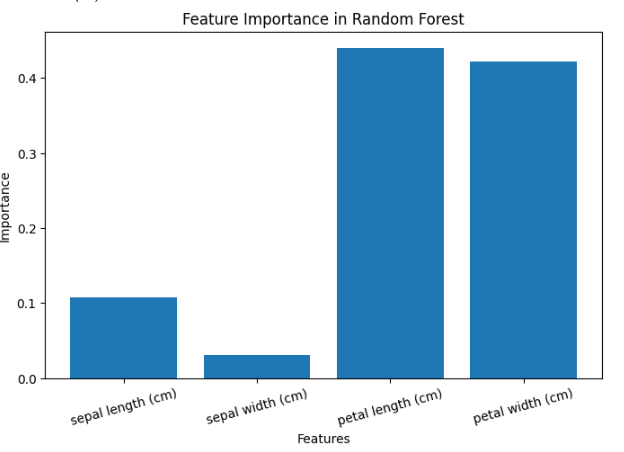 Feature Importance in Random Forest
0.4
0.3
0.2
0.1
0.0
Importance
sepal length (cm)
sepal width (cm)
petal length (cm)
petal width (cm)
Features